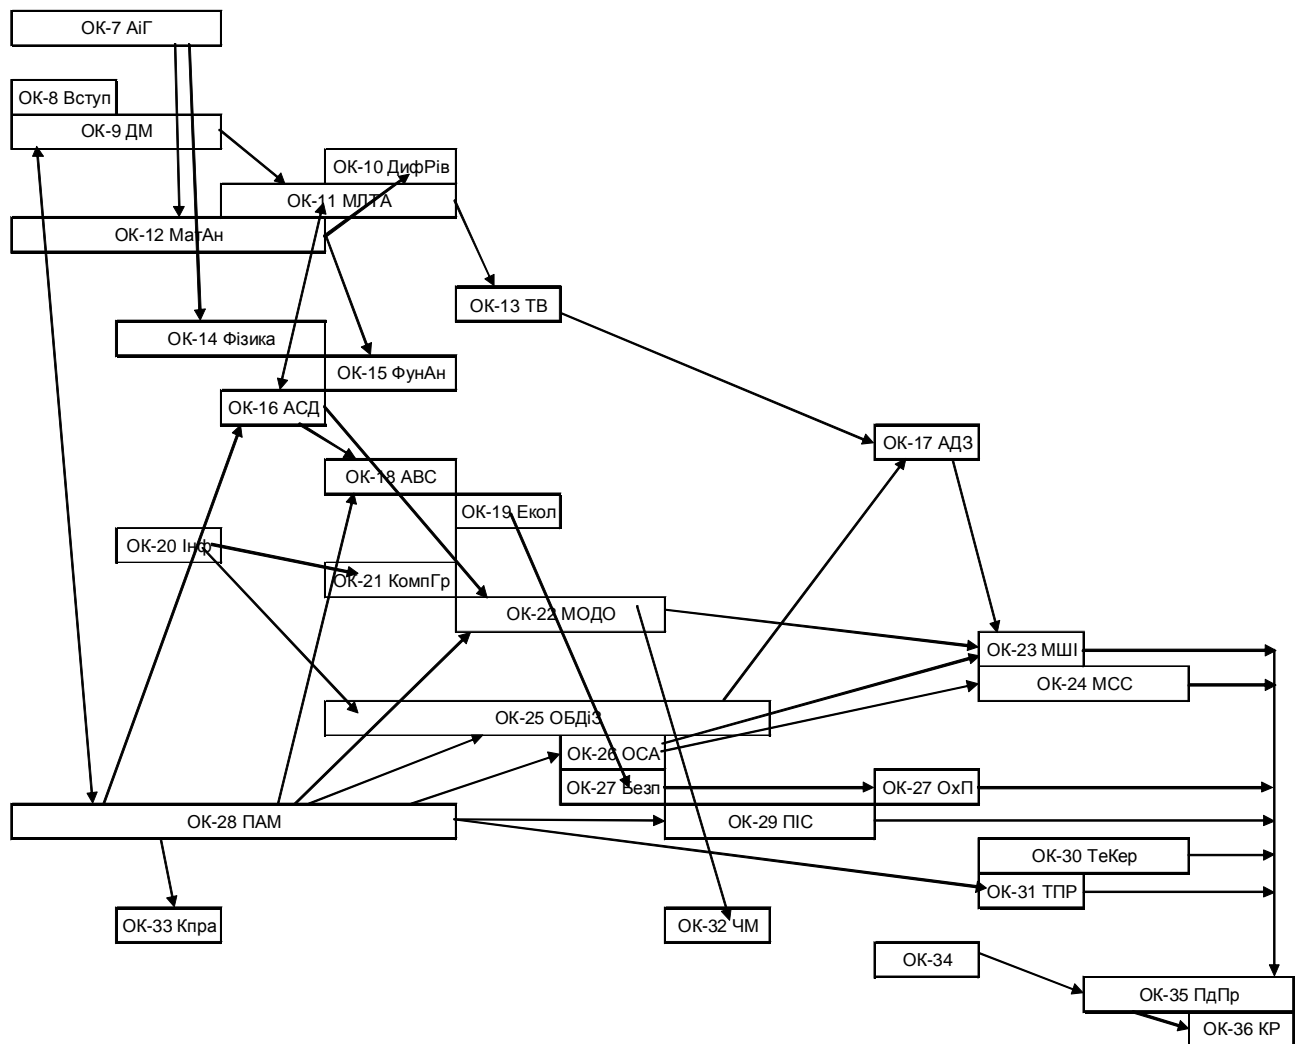 ОК-7 АіГ
ОК-8 Вступ
ОК-9 ДМ
ОК-10 ДифРів
ОК-11 МЛТА
ОК-12 МатАн
ОК-13 ТВ
ОК-14 Фізика
ОК-15 ФунАн
ОК-16 АСД
ОК-17 АДЗ
ОК-18 АВС
ОК-19 Екол
ОК-20 Інф
ОК-21 КомпГр
ОК-22 МОДО
ОК-23 МШІ
ОК-24 МСС
ОК-25 ОБДіЗ
ОК-26 ОСА
ОК-27 Безп
ОК-27 ОхП
ОК-28 ПАМ
ОК-29 ПІС
ОК-30 ТеКер
ОК-31 ТПР
ОК-33 Кпра
ОК-32 ЧМ
ОК-34
ОК-35 ПдПр
ОК-36 КР